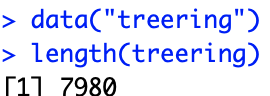 > data("treering")
> length(treering)
[1] 7980